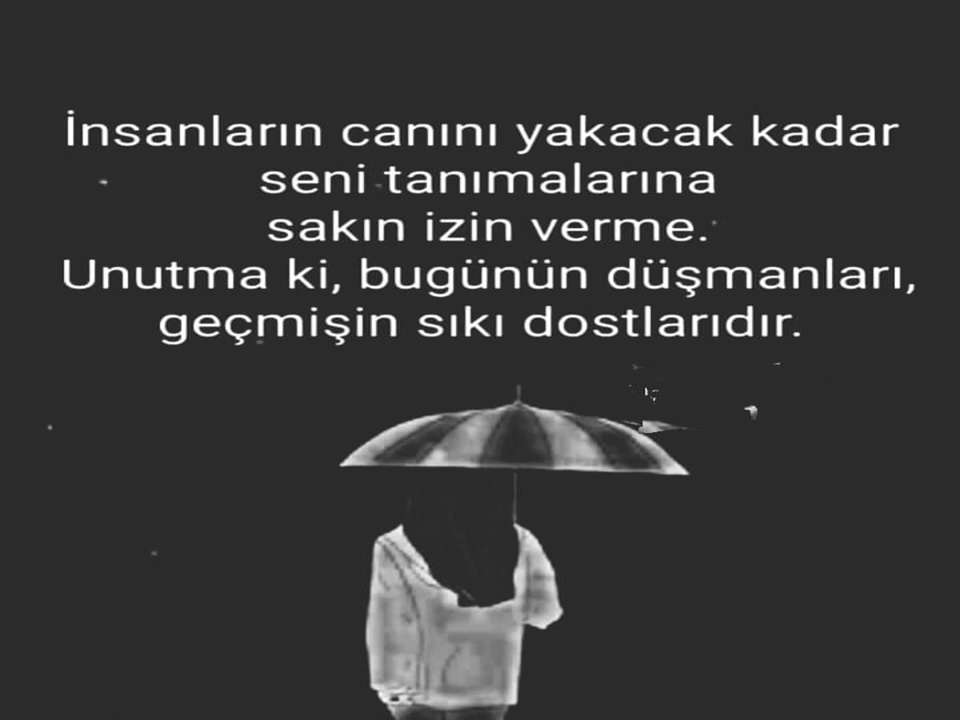 İnsanların canını yakacak kadar
seni tanımalarına
sakın izin verme.
Unutma ki, bugünün düşmanları,
geçmişin sıkı dostlarıdır.